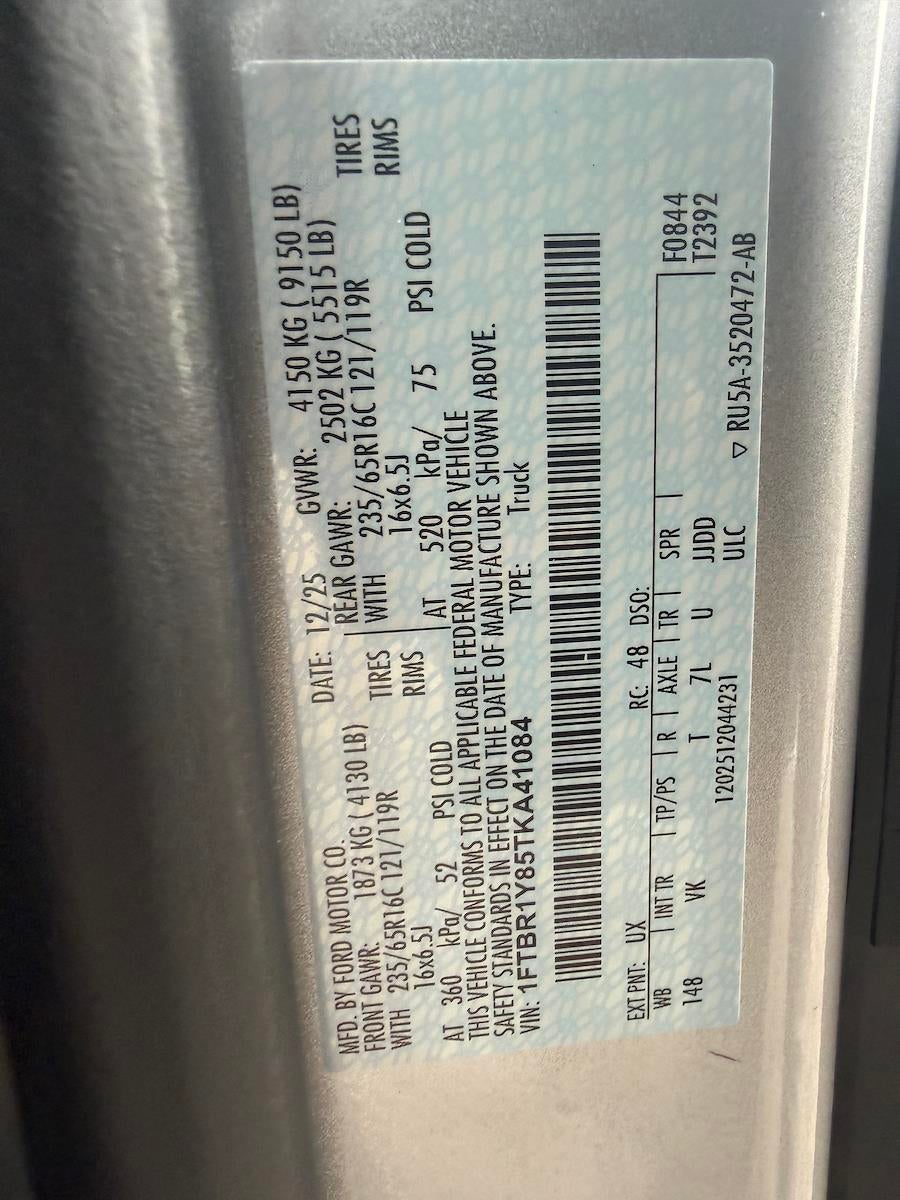 MFD. BY FORD MOTOR CO.
DATE: 12/25 GVWR: 4150 KG ( 9150 LB)
FRONT GAWR: 1873 KG ( 4130 LB) REAR GAWR: 2502 KG ( 5515 LB)
WITH 235/65R16C 121/119R TIRES WITH 235/65R16C 121/119R TIRES
16x6.5J RIMS 16x6.5J RIMS
AT 360 kPa/ 52 PSI COLD AT 520 kPa/ 75 PSI COLD
THIS VEHICLE CONFORMS TO ALL APPLICABLE FEDERAL MOTOR VEHICLE
SAFETY STANDARDS IN EFFECT ON THE DATE OF MANUFACTURE SHOWN ABOVE.
VIN: 1FTBR1Y85TKA41084 TYPE: Truck
EXT PNT: UX RC: 48 DSO:
WB INT TR TP/PS R AXLE TR SPR F0844
148 VK T 7L U JJDD T2392
1202512044231 ULC ▽ RU5A-3520472-AB